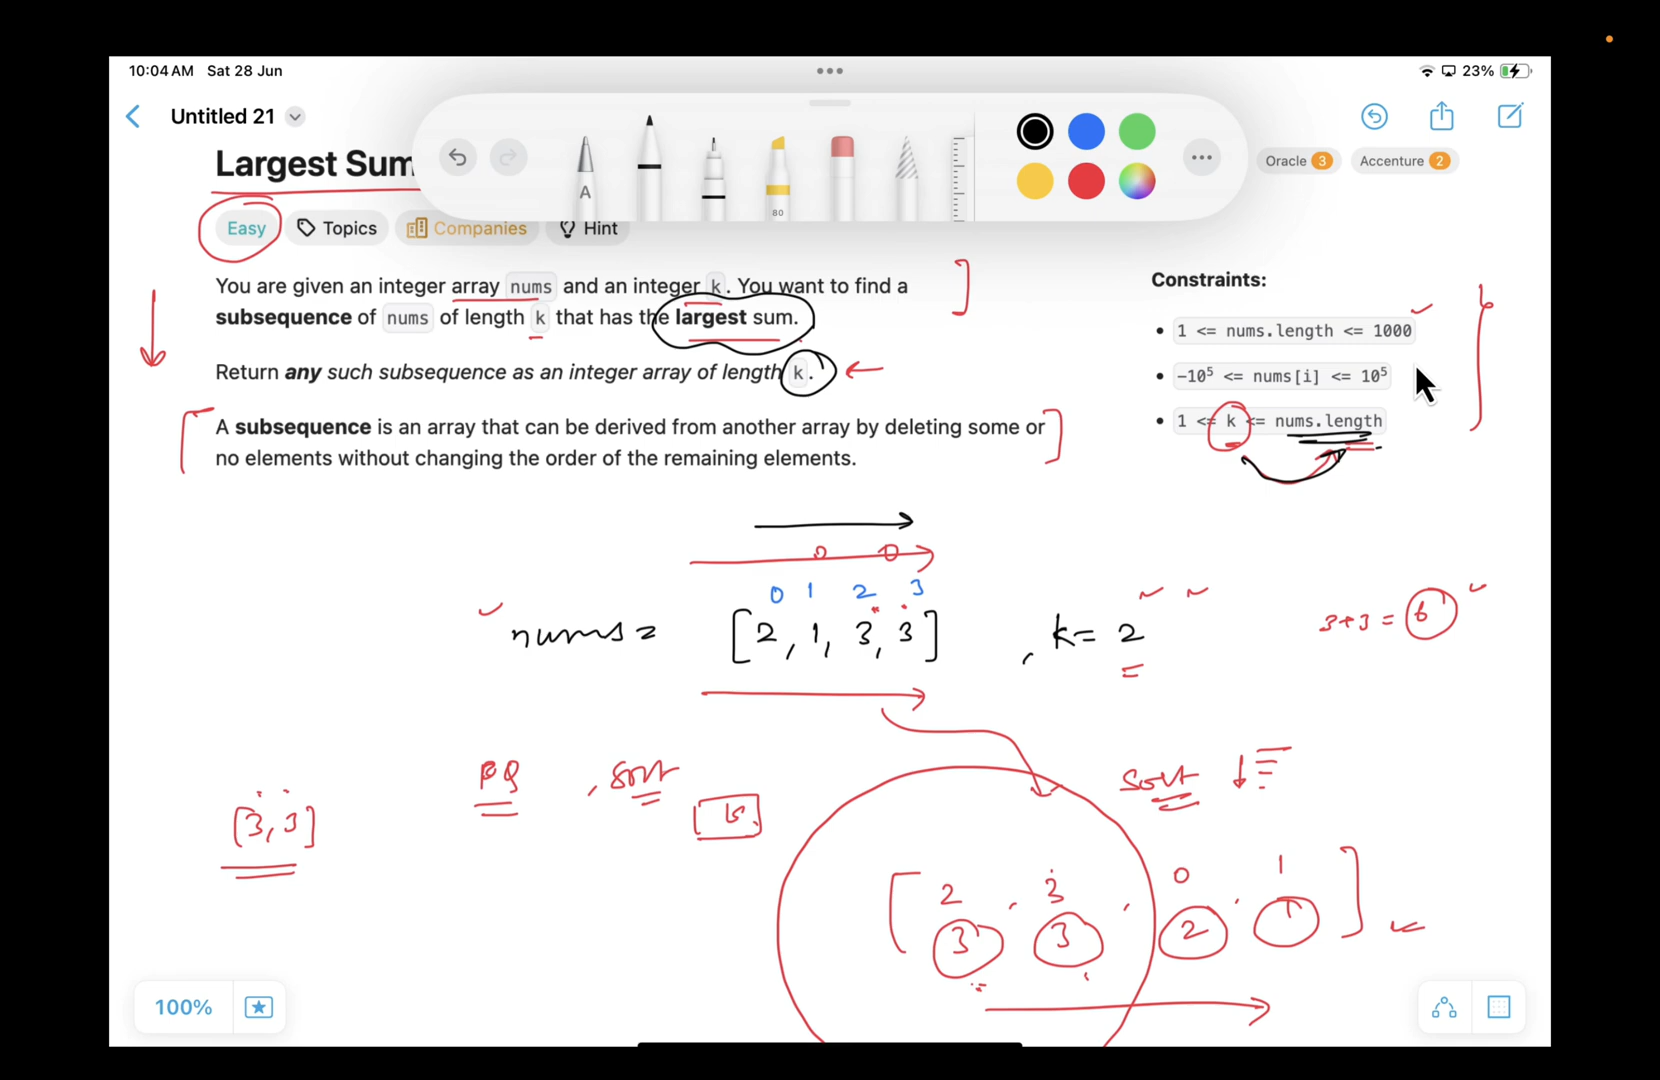 10:04 AM Sat 28 Jun
23%
Untitled 21
A
80
Largest Sum
Oracle 3 Accenture 2
Easy Topics Companies Hint
You are given an integer array nums and an integer k. You want to find a
subsequence of nums of length k that has the largest sum.
Return any such subsequence as an integer array of length k.
A subsequence is an array that can be derived from another array by deleting some or
no elements without changing the order of the remaining elements.
Constraints:
1 <= nums.length <= 1000
-10⁵ <= nums[i] <= 10⁵
1 <= k <= nums.length
0 1 2 3
nums = [2, 1, 3, 3] , k = 2
3+3 = 6
PQ , sort
Sort
[3, 3]
2 , 3 , 0 , 1
[3 3 2 1]
100%